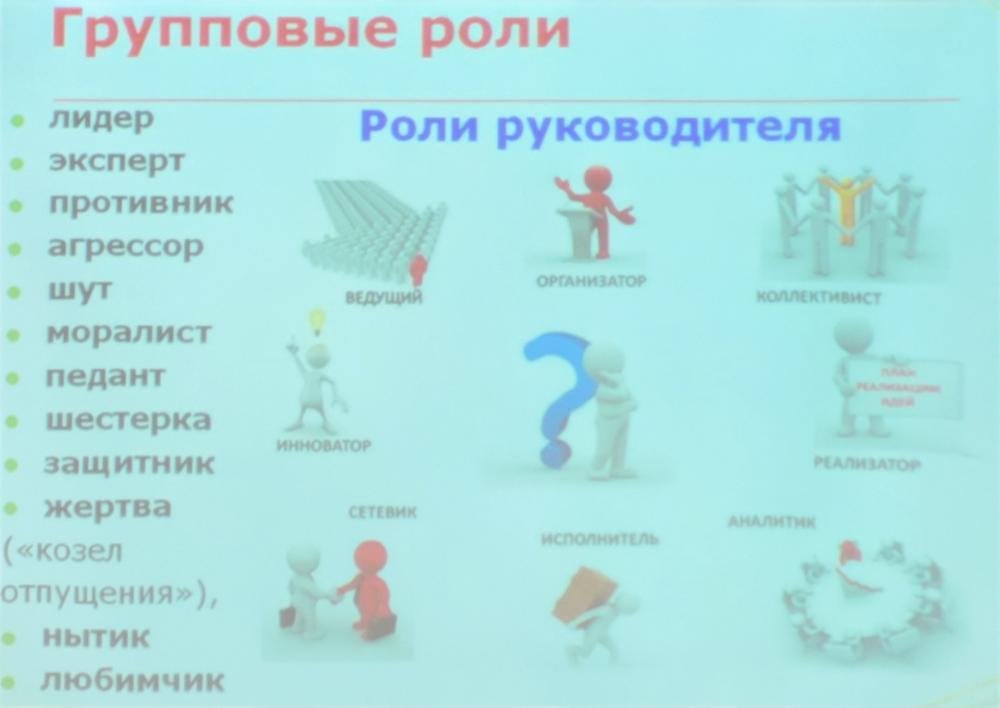 Групповые роли
лидер
эксперт
противник
агрессор
шут
моралист
педант
шестерка
защитник
жертва
(«козел
отпущения»),
нытик
любимчик
Роли руководителя
ВЕДУЩИЙ
ОРГАНИЗАТОР
КОЛЛЕКТИВИСТ
ИННОВАТОР
ПЛАН
РЕАЛИЗАЦИИ
ИДЕЙ
РЕАЛИЗАТОР
СЕТЕВИК
ИСПОЛНИТЕЛЬ
АНАЛИТИК